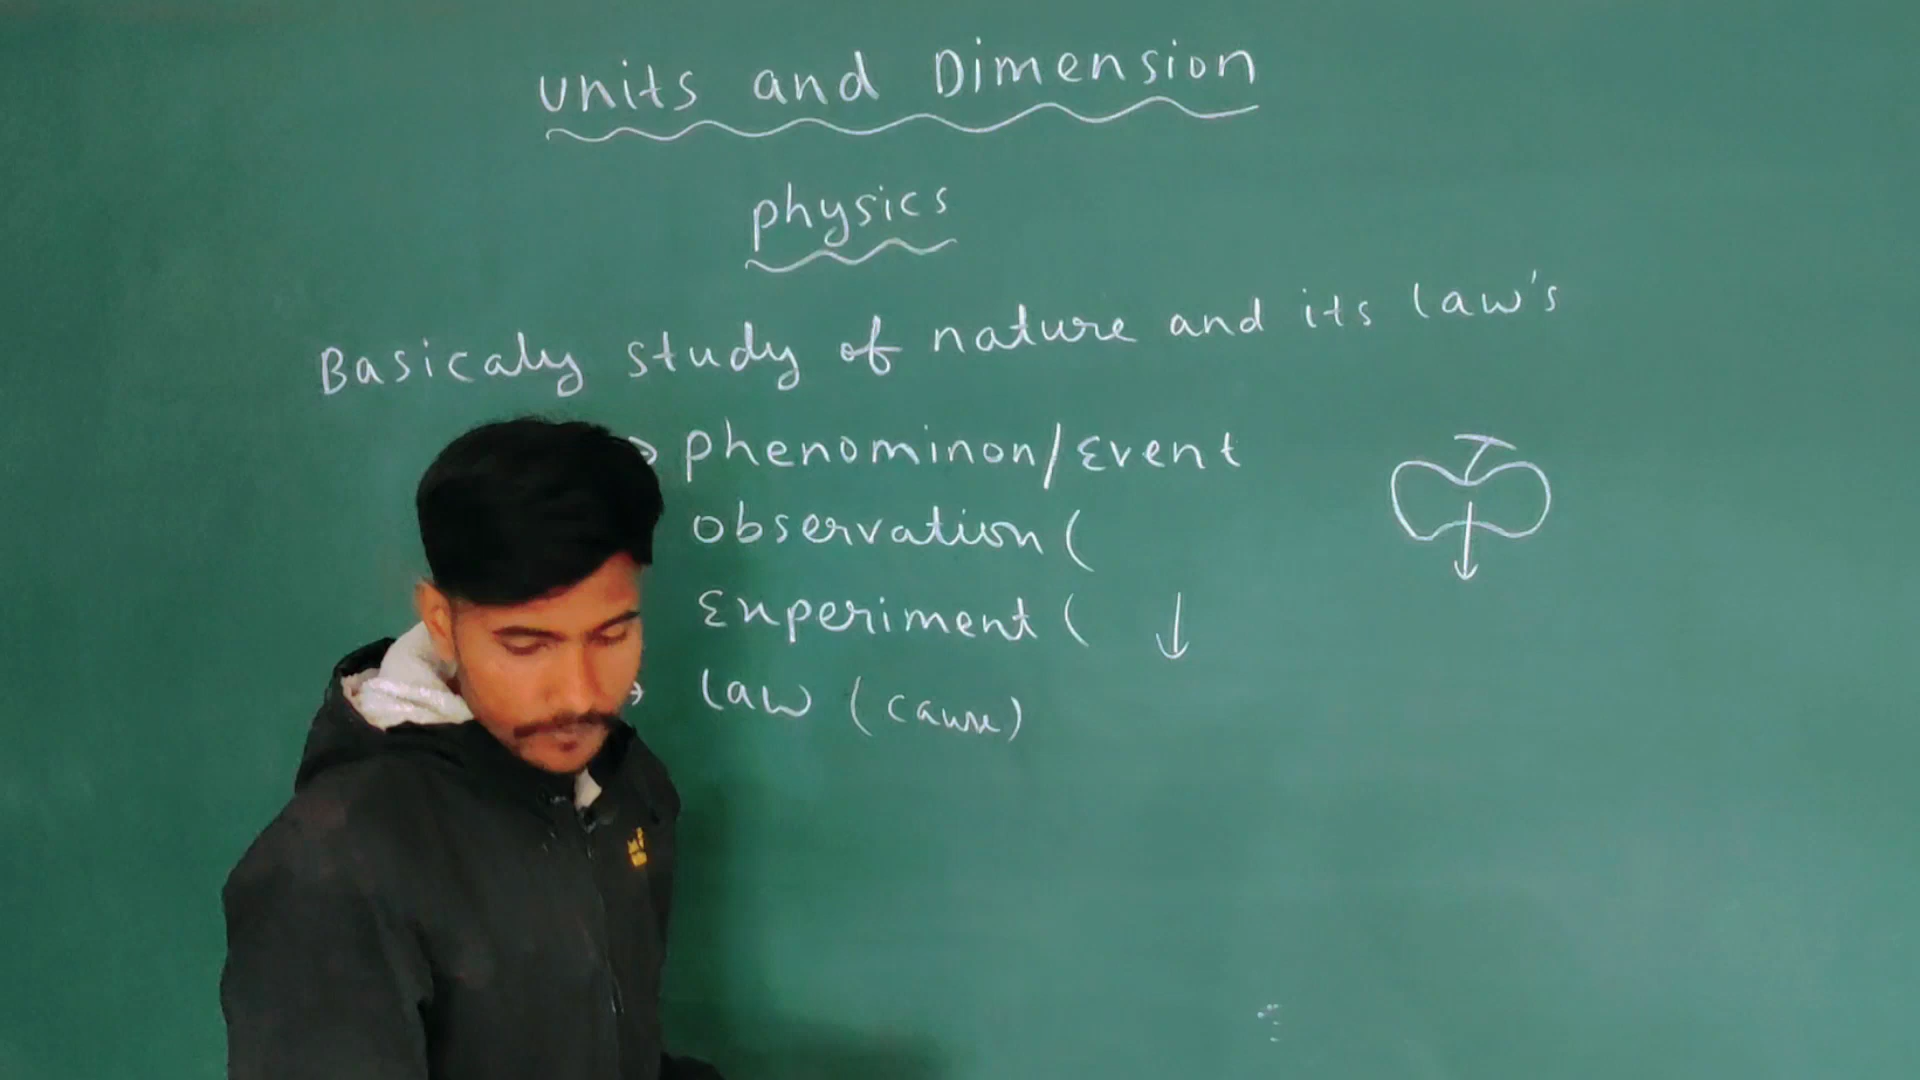 Units and Dimension
physics
Basicaly study of nature and its law's
→ phenominon/Event
observation (
Experiment ( ↓
→ law (cause)